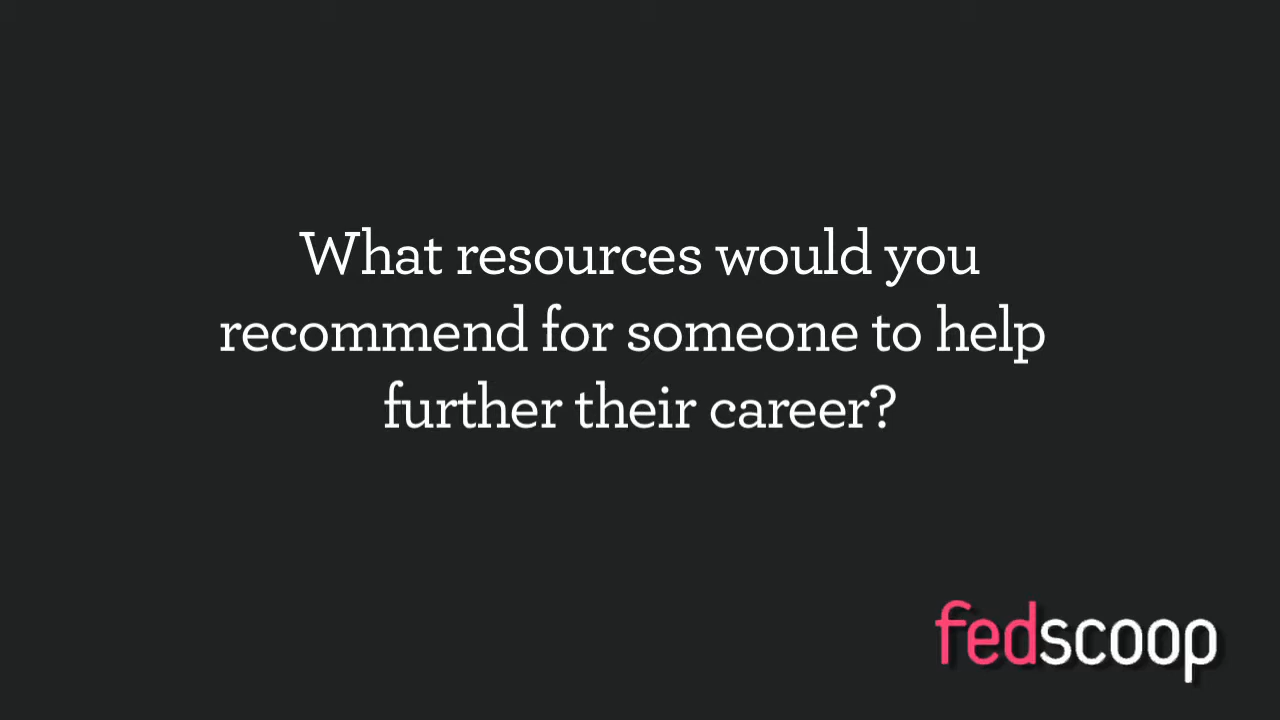 What resources would you
recommend for someone to help
further their career?
fedscoop